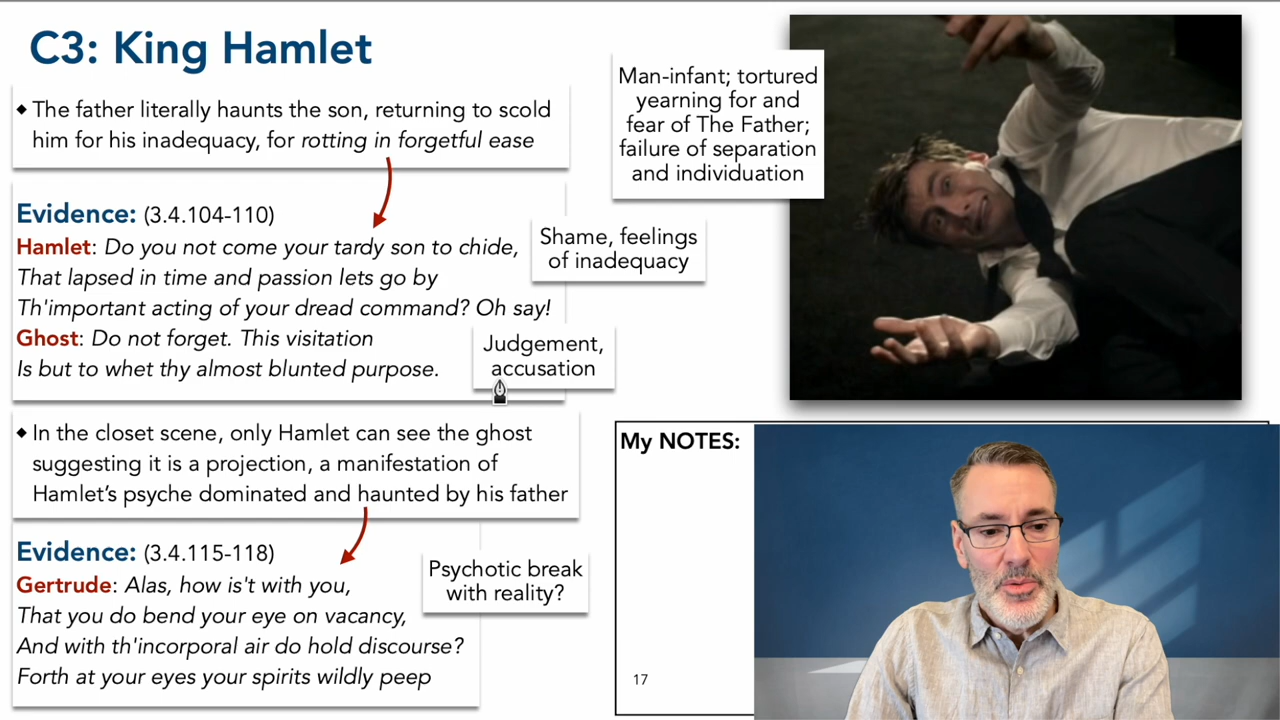 C3: King Hamlet
◆ The father literally haunts the son, returning to scold
him for his inadequacy, for rotting in forgetful ease
Evidence: (3.4.104-110)
Hamlet: Do you not come your tardy son to chide,
That lapsed in time and passion lets go by
Th'important acting of your dread command? Oh say!
Ghost: Do not forget. This visitation
Is but to whet thy almost blunted purpose.
Shame, feelings
of inadequacy
Judgement,
accusation
◆ In the closet scene, only Hamlet can see the ghost
suggesting it is a projection, a manifestation of
Hamlet's psyche dominated and haunted by his father
Evidence: (3.4.115-118)
Gertrude: Alas, how is't with you,
That you do bend your eye on vacancy,
And with th'incorporal air do hold discourse?
Forth at your eyes your spirits wildly peep
Psychotic break
with reality?
Man-infant; tortured
yearning for and
fear of The Father;
failure of separation
and individuation
My NOTES:
17